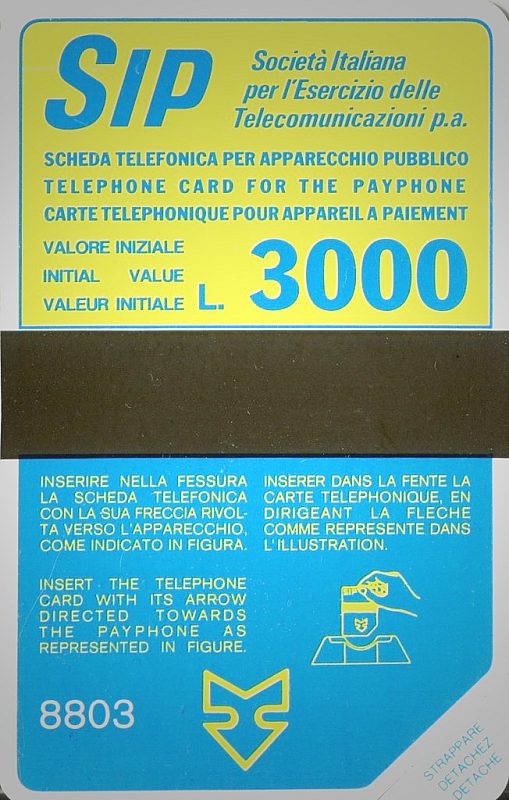 SIP
Società Italiana
per l'Esercizio delle
Telecomunicazioni p.a.
SCHEDA TELEFONICA PER APPARECCHIO PUBBLICO
TELEPHONE CARD FOR THE PAYPHONE
CARTE TELEPHONIQUE POUR APPAREIL A PAIEMENT
VALORE INIZIALE
INITIAL VALUE
VALEUR INITIALE
L. 3000
INSERIRE NELLA FESSURA
LA SCHEDA TELEFONICA
CON LA SUA FRECCIA RIVOL-
TA VERSO L'APPARECCHIO,
COME INDICATO IN FIGURA.
INSERER DANS LA FENTE LA
CARTE TELEPHONIQUE, EN
DIRIGEANT LA FLECHE
COMME REPRESENTE DANS
L'ILLUSTRATION.
INSERT THE TELEPHONE
CARD WITH ITS ARROW
DIRECTED TOWARDS
THE PAYPHONE AS
REPRESENTED IN FIGURE.
8803
STRAPPARE
DETACHEZ
DETACHE